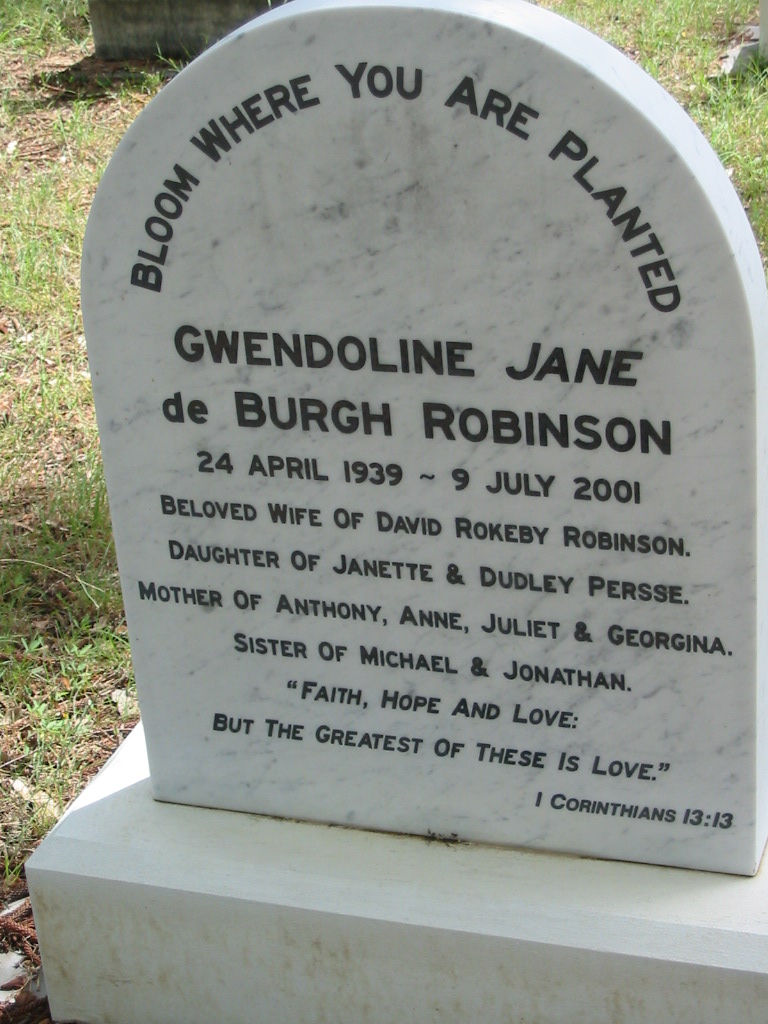 BLOOM WHERE YOU ARE PLANTED
GWENDOLINE JANE
de BURGH ROBINSON
24 APRIL 1939 ~ 9 JULY 2001
BELOVED WIFE OF DAVID ROKEBY ROBINSON.
DAUGHTER OF JANETTE & DUDLEY PERSSE.
MOTHER OF ANTHONY, ANNE, JULIET & GEORGINA.
SISTER OF MICHAEL & JONATHAN.
"FAITH, HOPE AND LOVE:
BUT THE GREATEST OF THESE IS LOVE."
1 CORINTHIANS 13:13